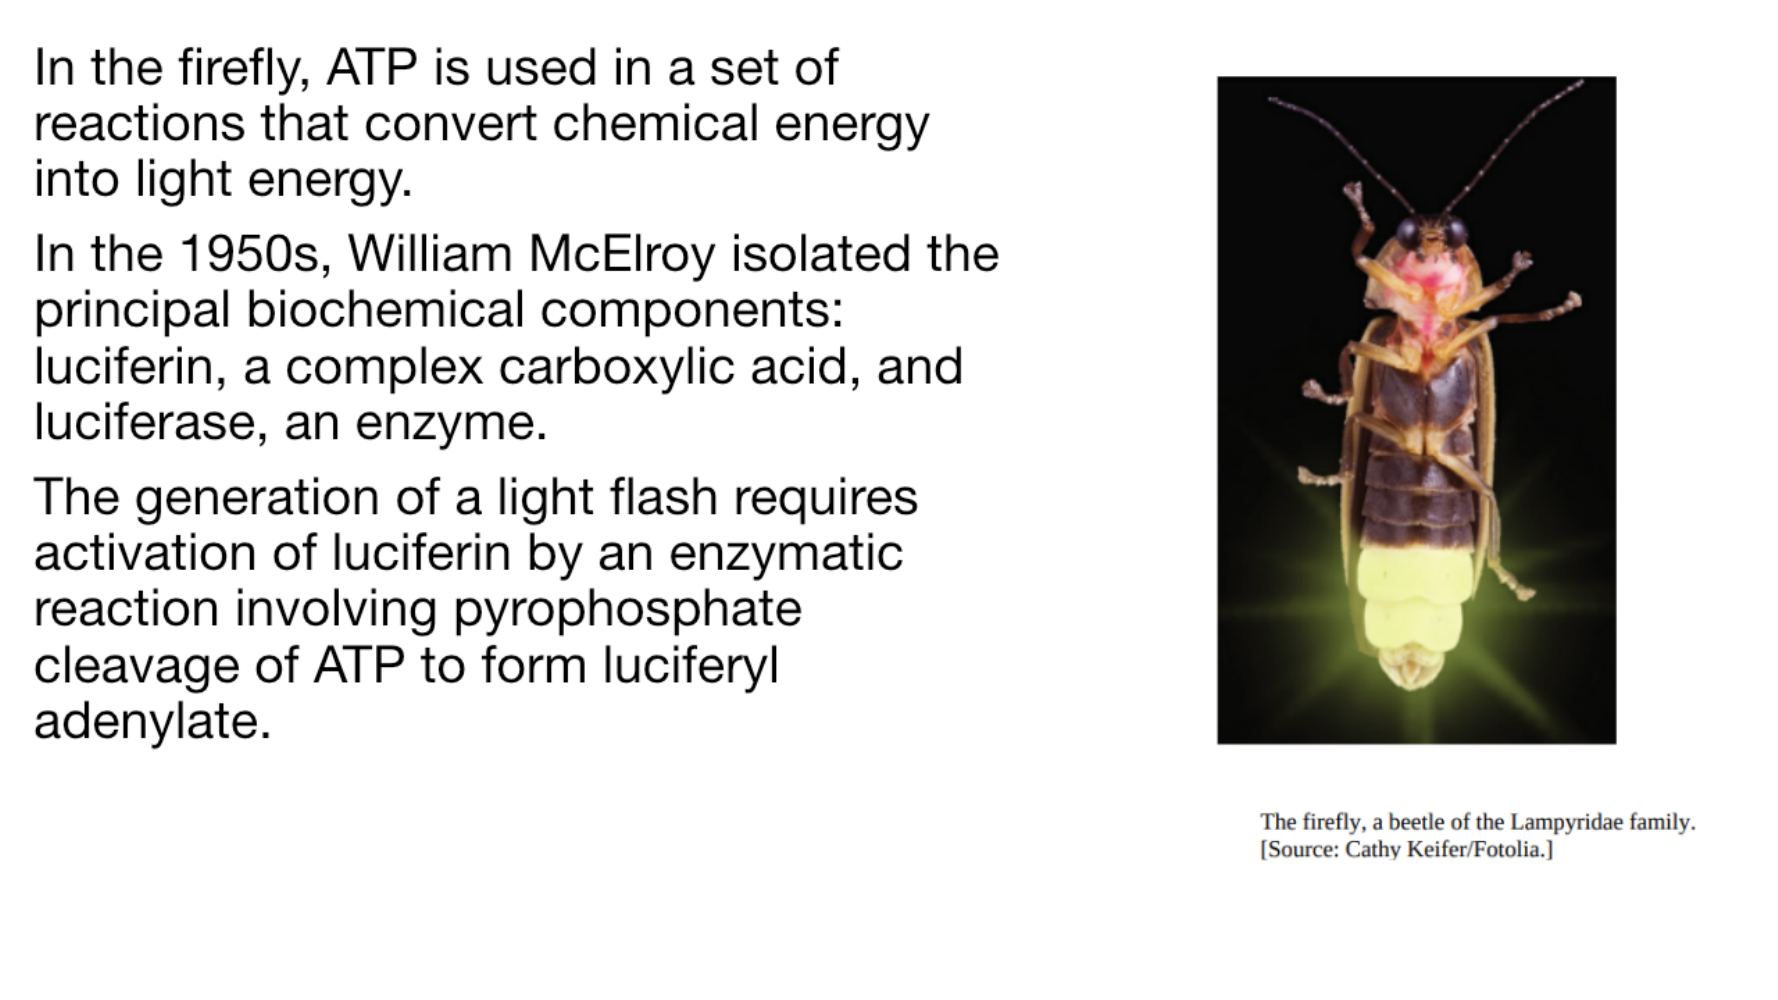 In the firefly, ATP is used in a set of
reactions that convert chemical energy
into light energy.
In the 1950s, William McElroy isolated the
principal biochemical components:
luciferin, a complex carboxylic acid, and
luciferase, an enzyme.
The generation of a light flash requires
activation of luciferin by an enzymatic
reaction involving pyrophosphate
cleavage of ATP to form luciferyl
adenylate.
The firefly, a beetle of the Lampyridae family.
[Source: Cathy Keifer/Fotolia.]